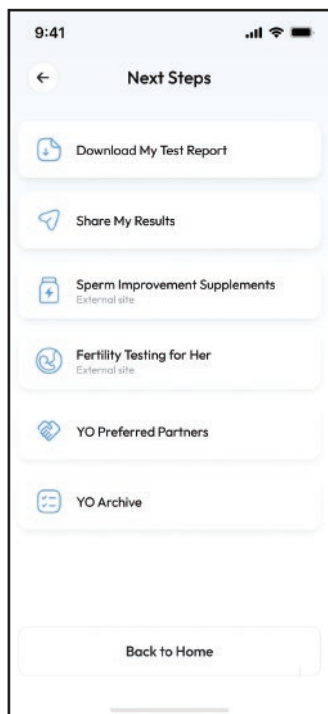 9:41
Next Steps
Download My Test Report
Share My Results
Sperm Improvement Supplements
External site
Fertility Testing for Her
External site
YO Preferred Partners
YO Archive
Back to Home